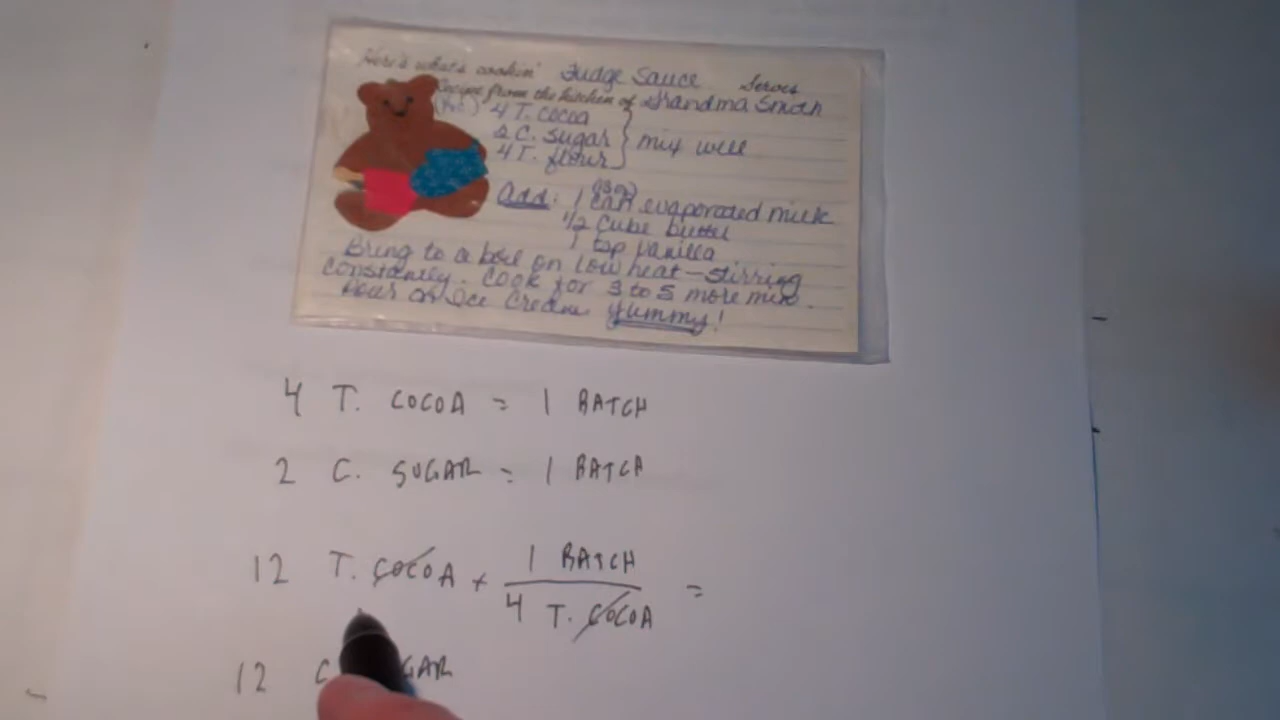 Here's what's cookin' Fudge Sauce Serves
Recipe from the kitchen of Grandma Smith
4 T. cocoa
2 C. sugar } mix well
4 T. flour
Add: 1 can evaporated milk
1/2 cube butter
1 tsp vanilla
Bring to a boil on low heat - stirring
constantly. Cook for 3 to 5 more min.
Pour on Ice Cream Yummy!
4 T. COCOA = 1 BATCH
2 C. SUGAR = 1 BATCH
12 T. COCOA × 1 BATCH =
4 T. COCOA
12 C